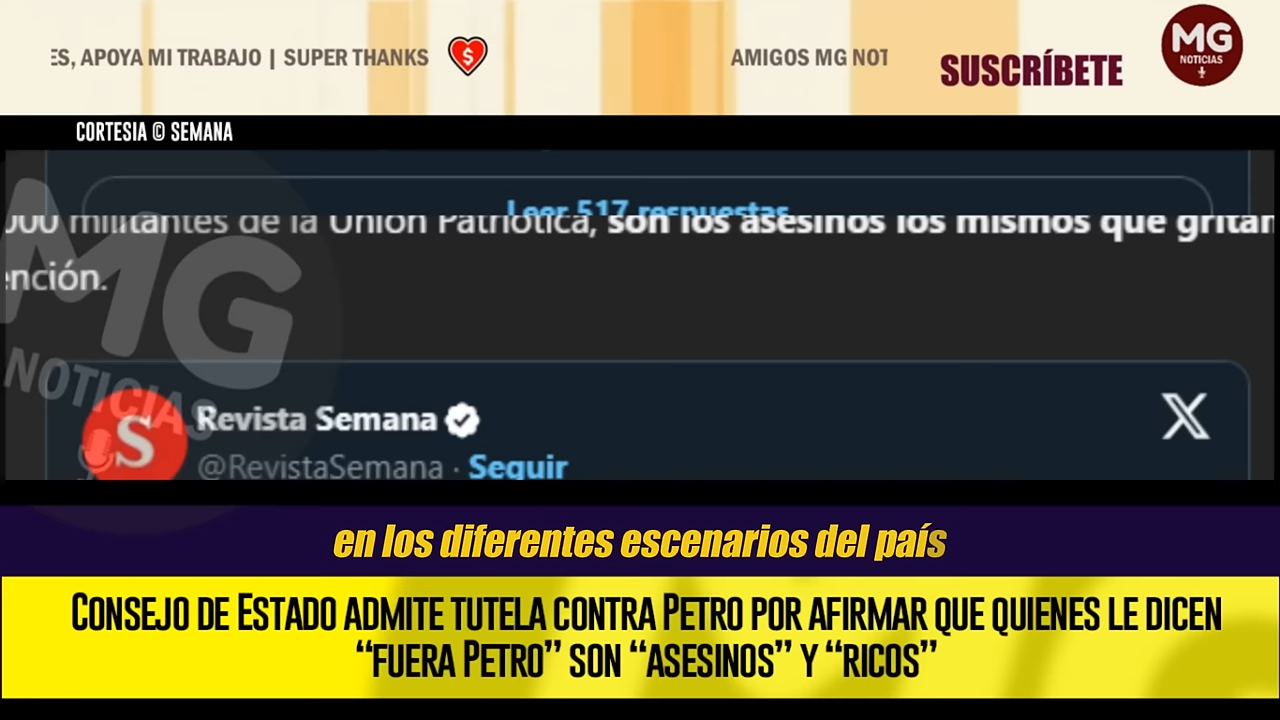 ES, APOYA MI TRABAJO | SUPER THANKS
AMIGOS MG NOT
SUSCRÍBETE
MG
NOTICIAS
CORTESIA © SEMANA
Leer 517 respuestas
000 militantes de la Unión Patriótica, son los asesinos los mismos que gritan
ención.
MG
NOTICIAS
S
Revista Semana
@RevistaSemana · Seguir
en los diferentes escenarios del país
CONSEJO DE ESTADO ADMITE TUTELA CONTRA PETRO POR AFIRMAR QUE QUIENES LE DICEN
“FUERA PETRO” SON “ASESINOS” Y “RICOS”